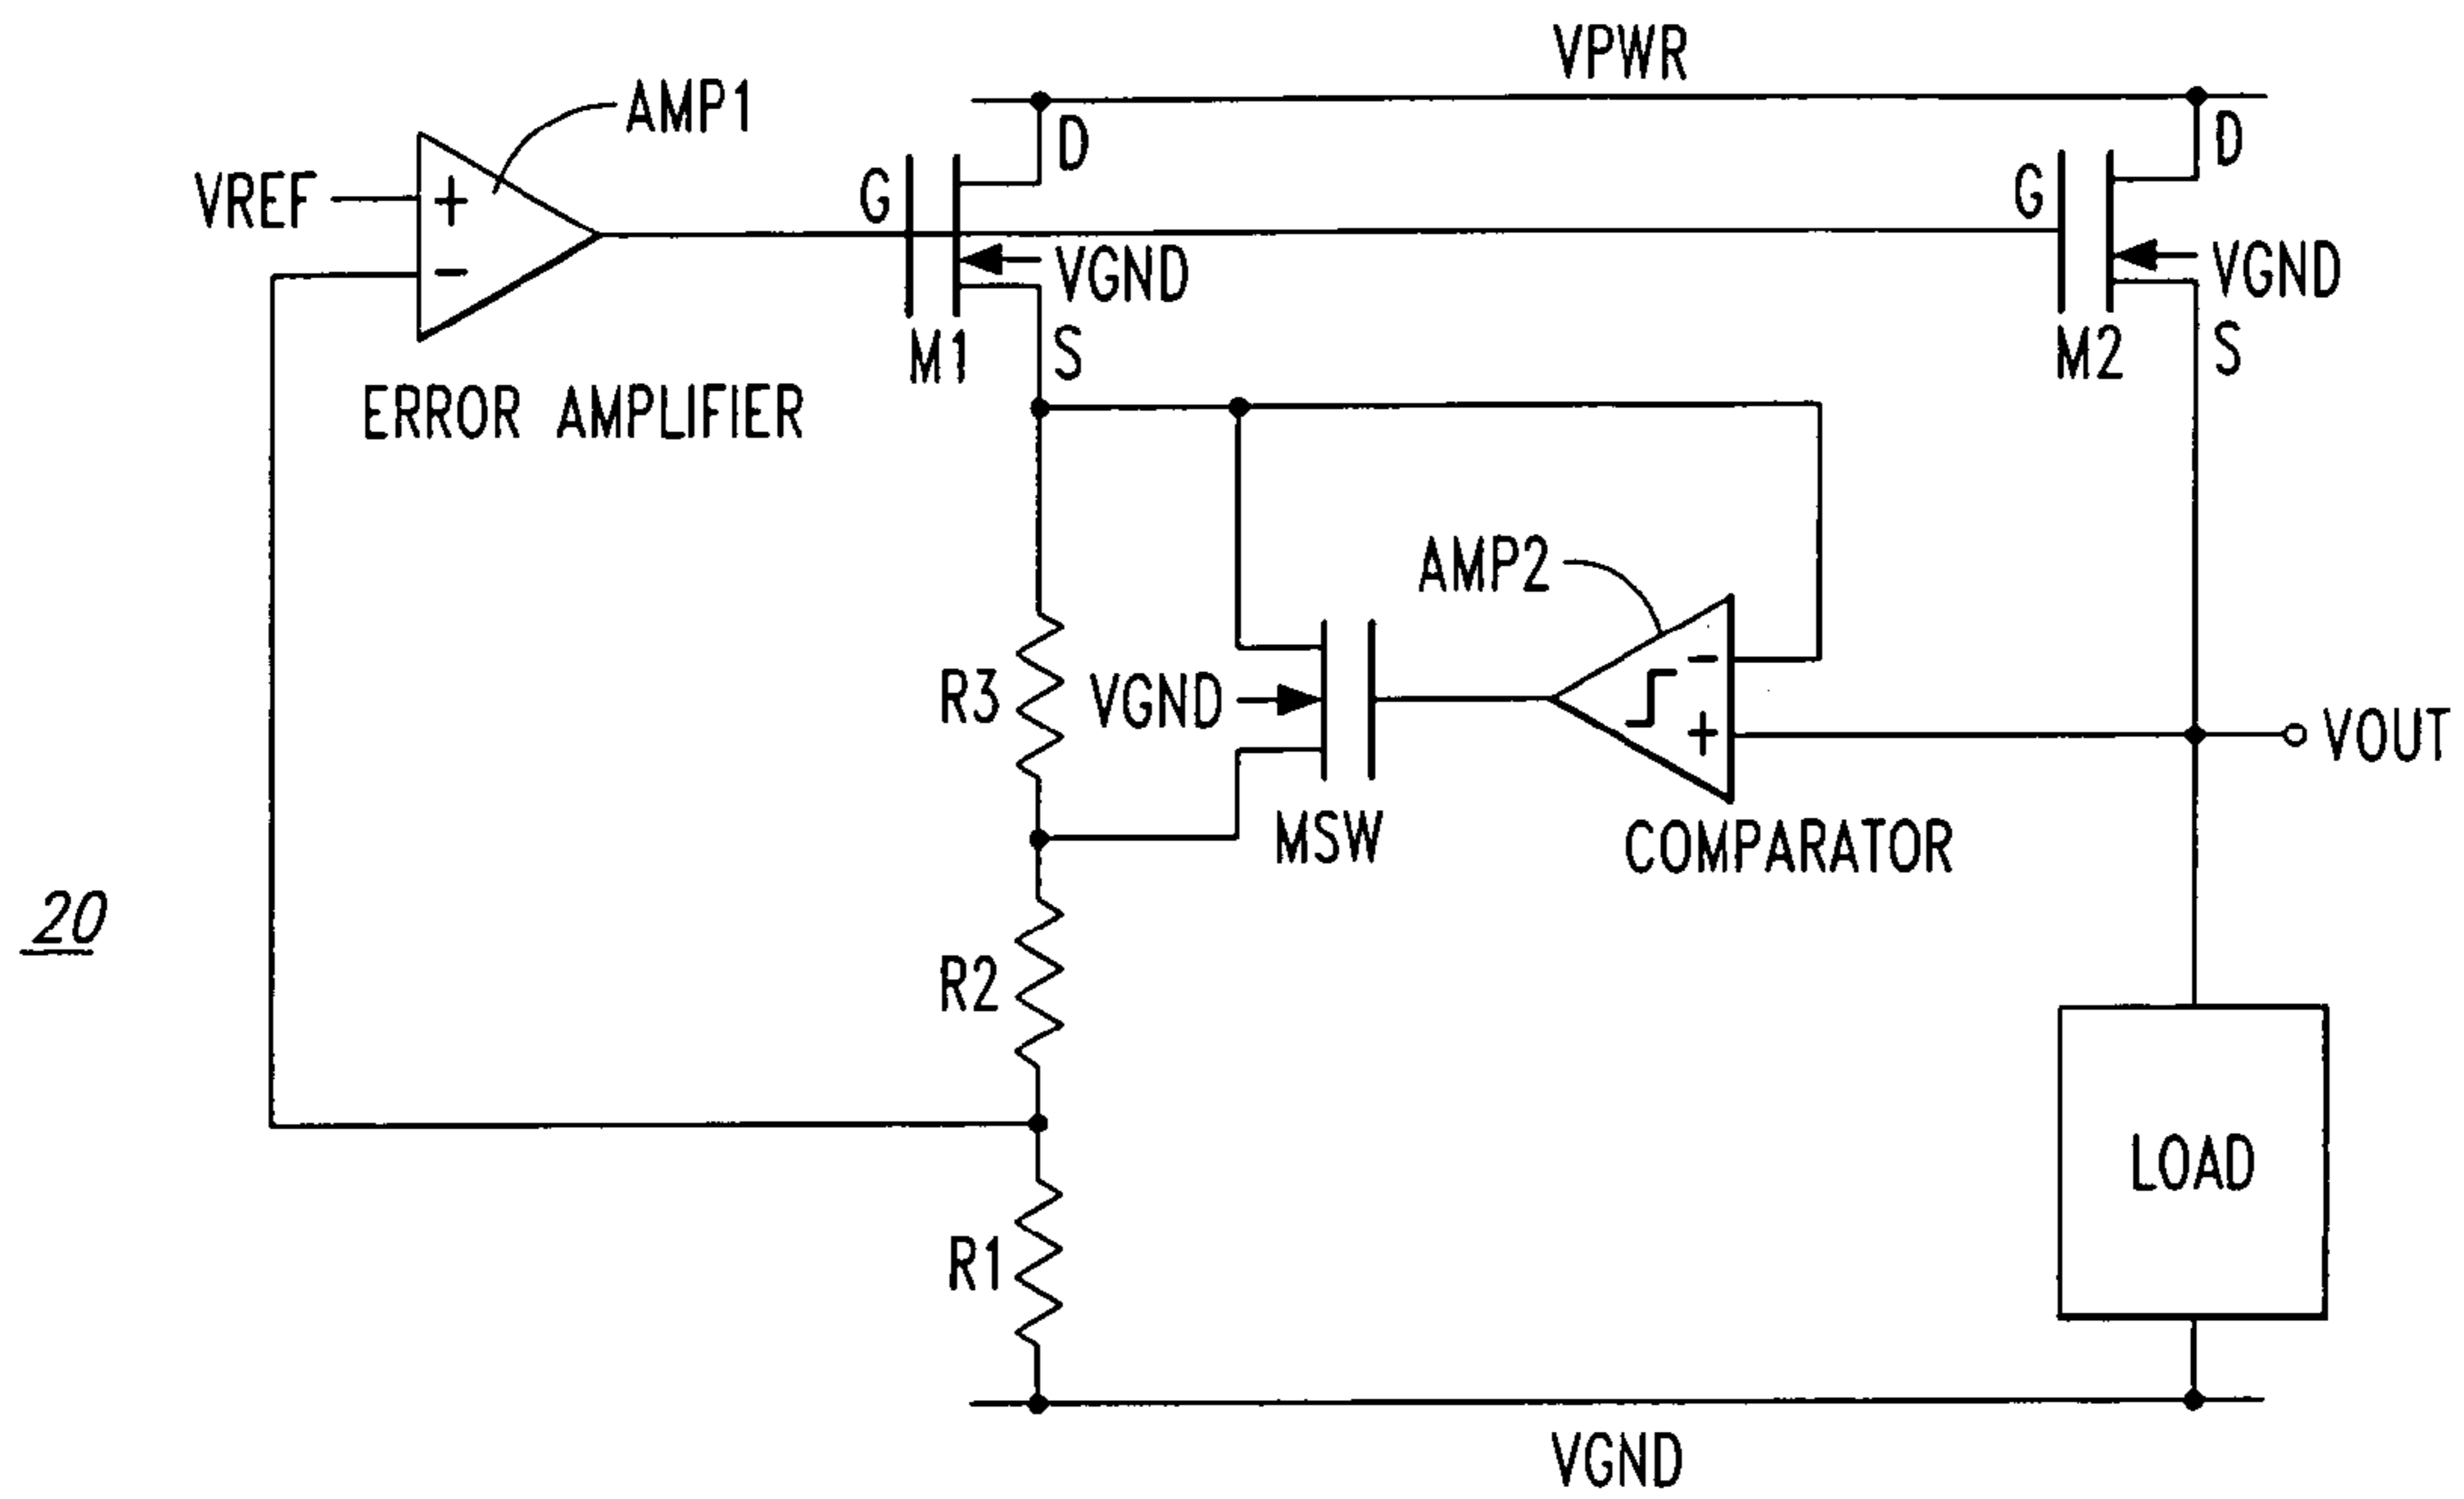 VPWR
AMP1
D
D
VREF
+
G
G
−
VGND
VGND
M1
S
M2
S
ERROR AMPLIFIER
AMP2
−
R3
VGND
+
VOUT
MSW
COMPARATOR
20
R2
LOAD
R1
VGND